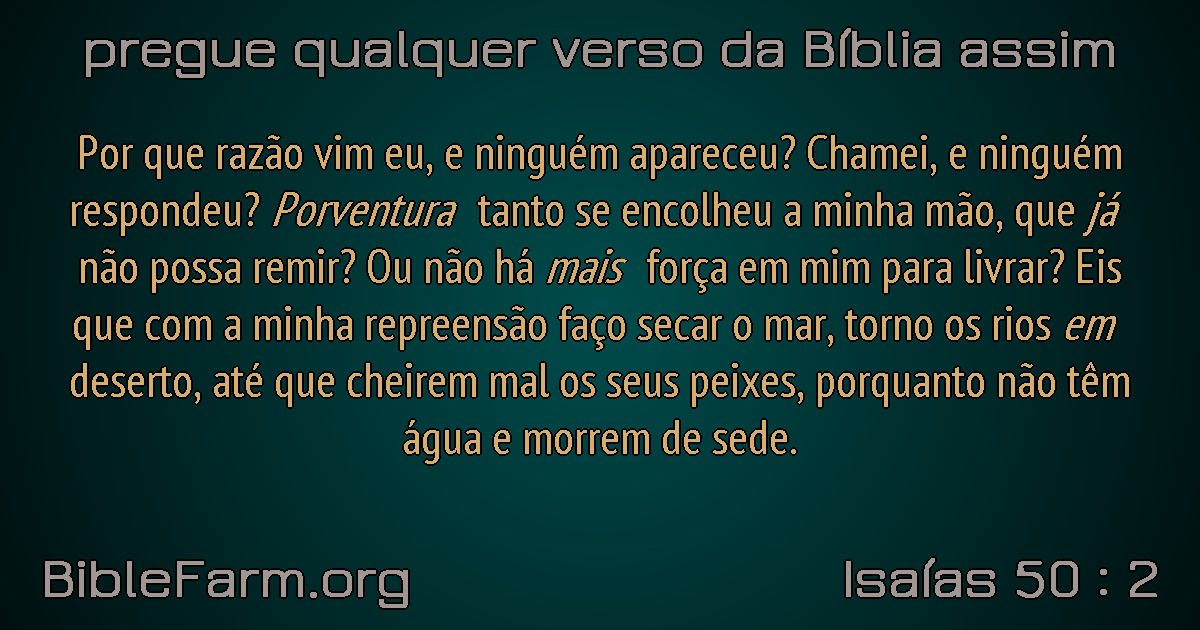 pregue qualquer verso da Bíblia assim
Por que razão vim eu, e ninguém apareceu? Chamei, e ninguém
respondeu? Porventura tanto se encolheu a minha mão, que já
não possa remir? Ou não há mais força em mim para livrar? Eis
que com a minha repreensão faço secar o mar, torno os rios em
deserto, até que cheirem mal os seus peixes, porquanto não têm
água e morrem de sede.
BibleFarm.org
Isaías 50 : 2